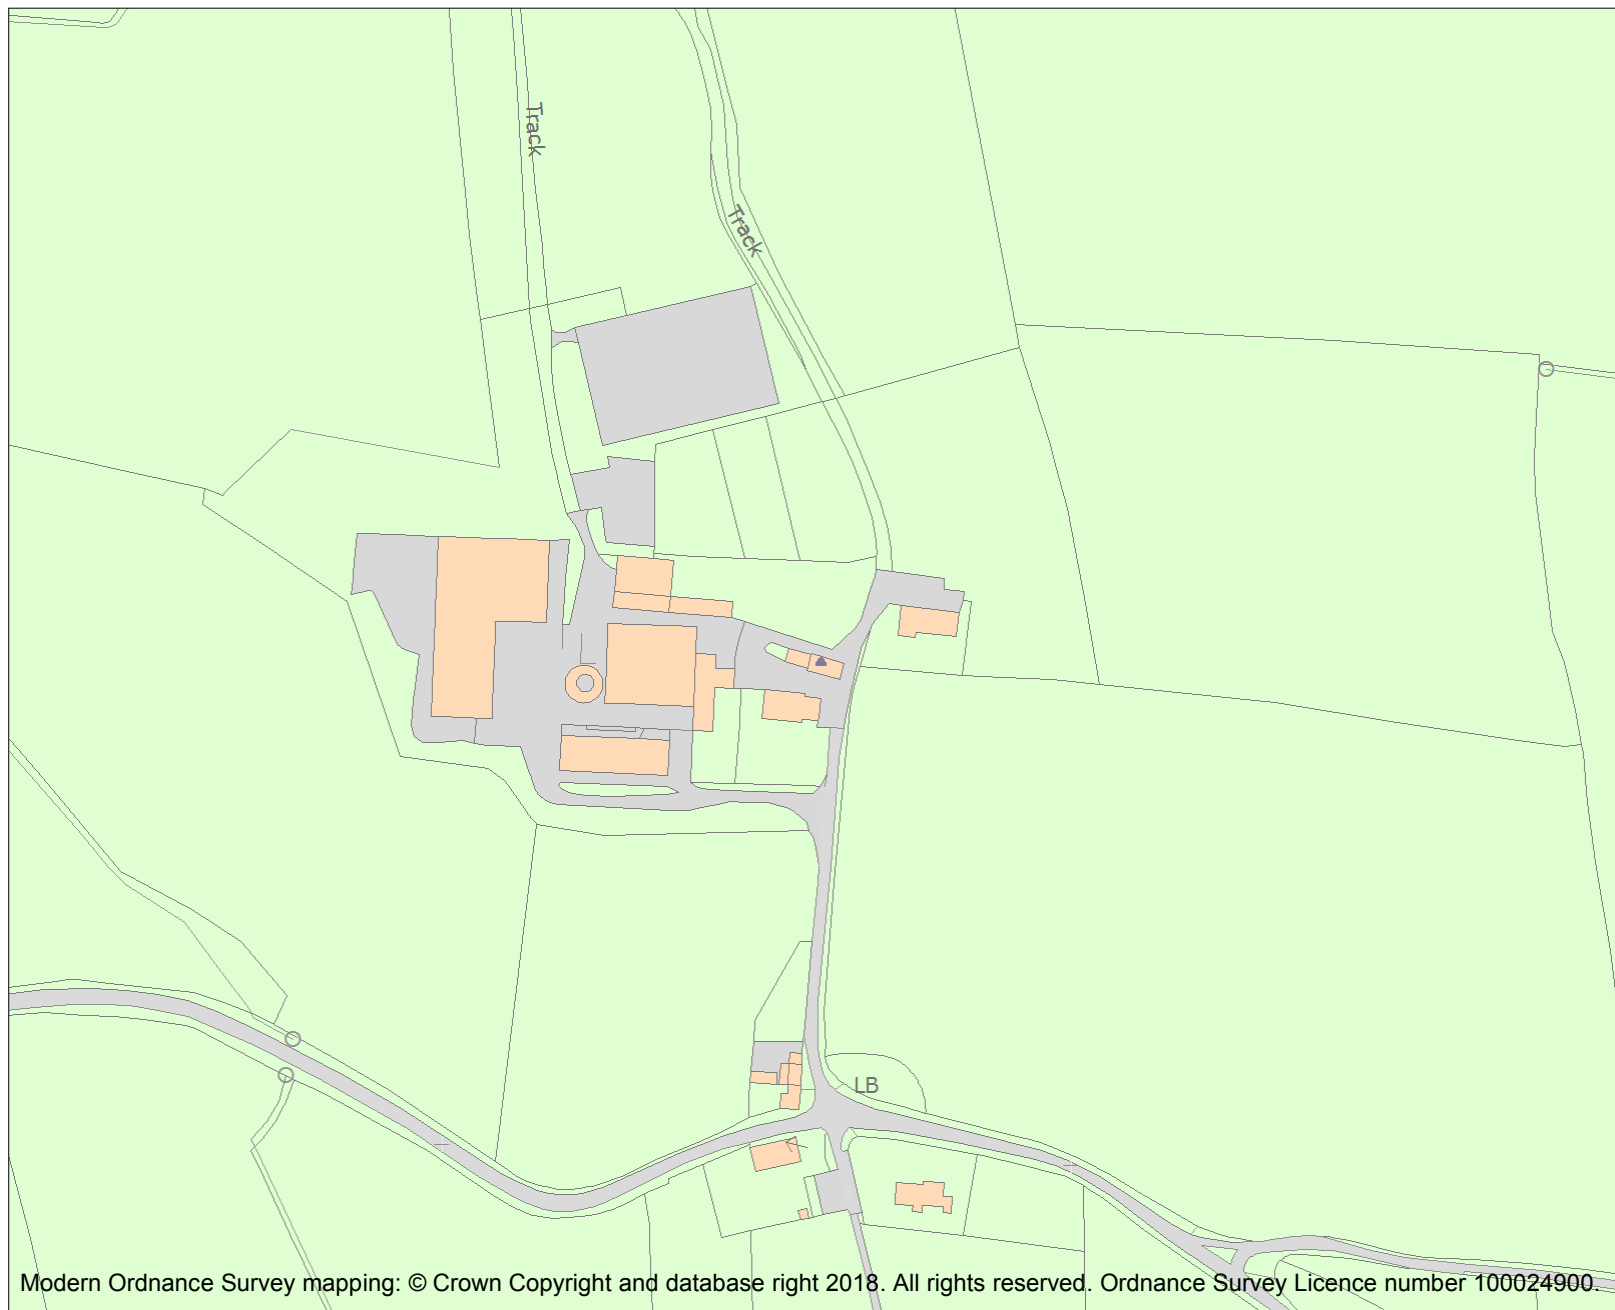 Track
Track
LB
Modern Ordnance Survey mapping: © Crown Copyright and database right 2018. All rights reserved. Ordnance Survey Licence number 100024900.